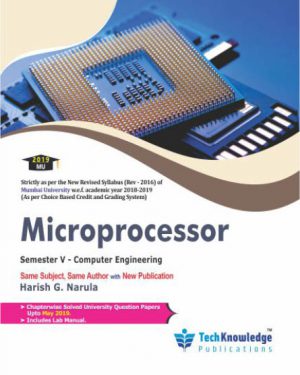 2019
MU
Strictly as per the New Revised Syllabus (Rev - 2016) of
Mumbai University w.e.f. academic year 2018-2019
(As per Choice Based Credit and Grading System)
Microprocessor
Semester V - Computer Engineering
Same Subject, Same Author with New Publication
Harish G. Narula
Chapterwise Solved University Question Papers
Upto May 2019.
Includes Lab Manual.
TechKnowledge
Publications
TM